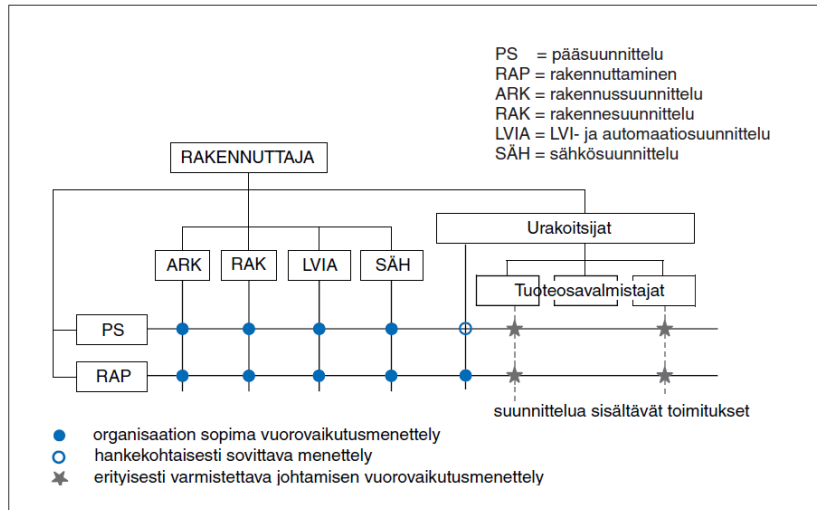 PS = pääsuunnittelu
RAP = rakennuttaminen
ARK = rakennussuunnittelu
RAK = rakennesuunnittelu
LVIA = LVI- ja automaatiosuunnittelu
SÄH = sähkösuunnittelu
RAKENNUTTAJA
Urakoitsijat
ARK RAK LVIA SÄH
Tuoteosavalmistajat
PS
RAP
suunnittelua sisältävät toimitukset
organisaation sopima vuorovaikutusmenettely
hankekohtaisesti sovittava menettely
erityisesti varmistettava johtamisen vuorovaikutusmenettely